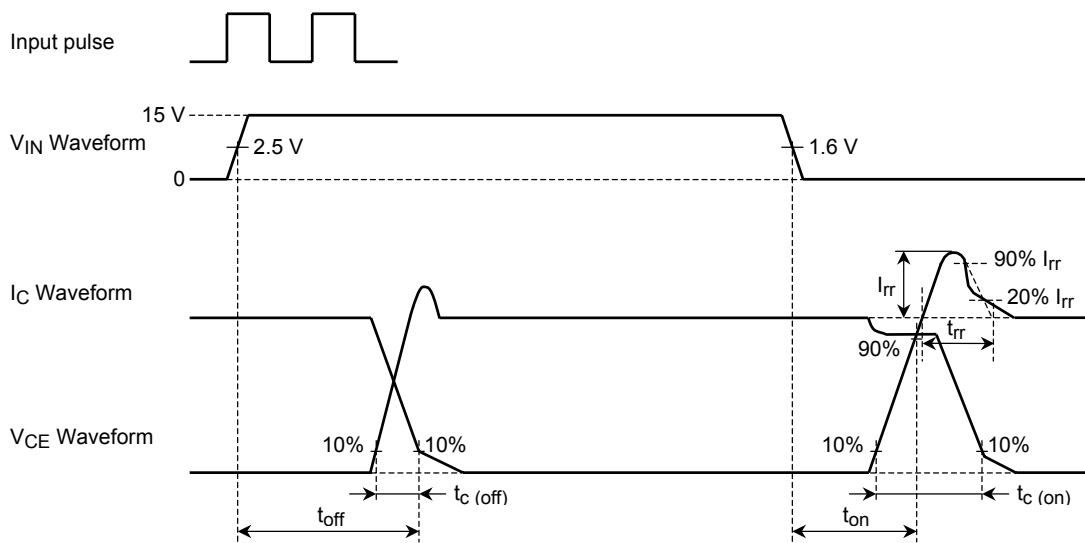 Input pulse
15 V
VIN Waveform
2.5 V
1.6 V
0
90% Irr
IC Waveform
Irr
20% Irr
trr
90%
VCE Waveform
10%
10%
10%
10%
tc (off)
tc (on)
toff
ton